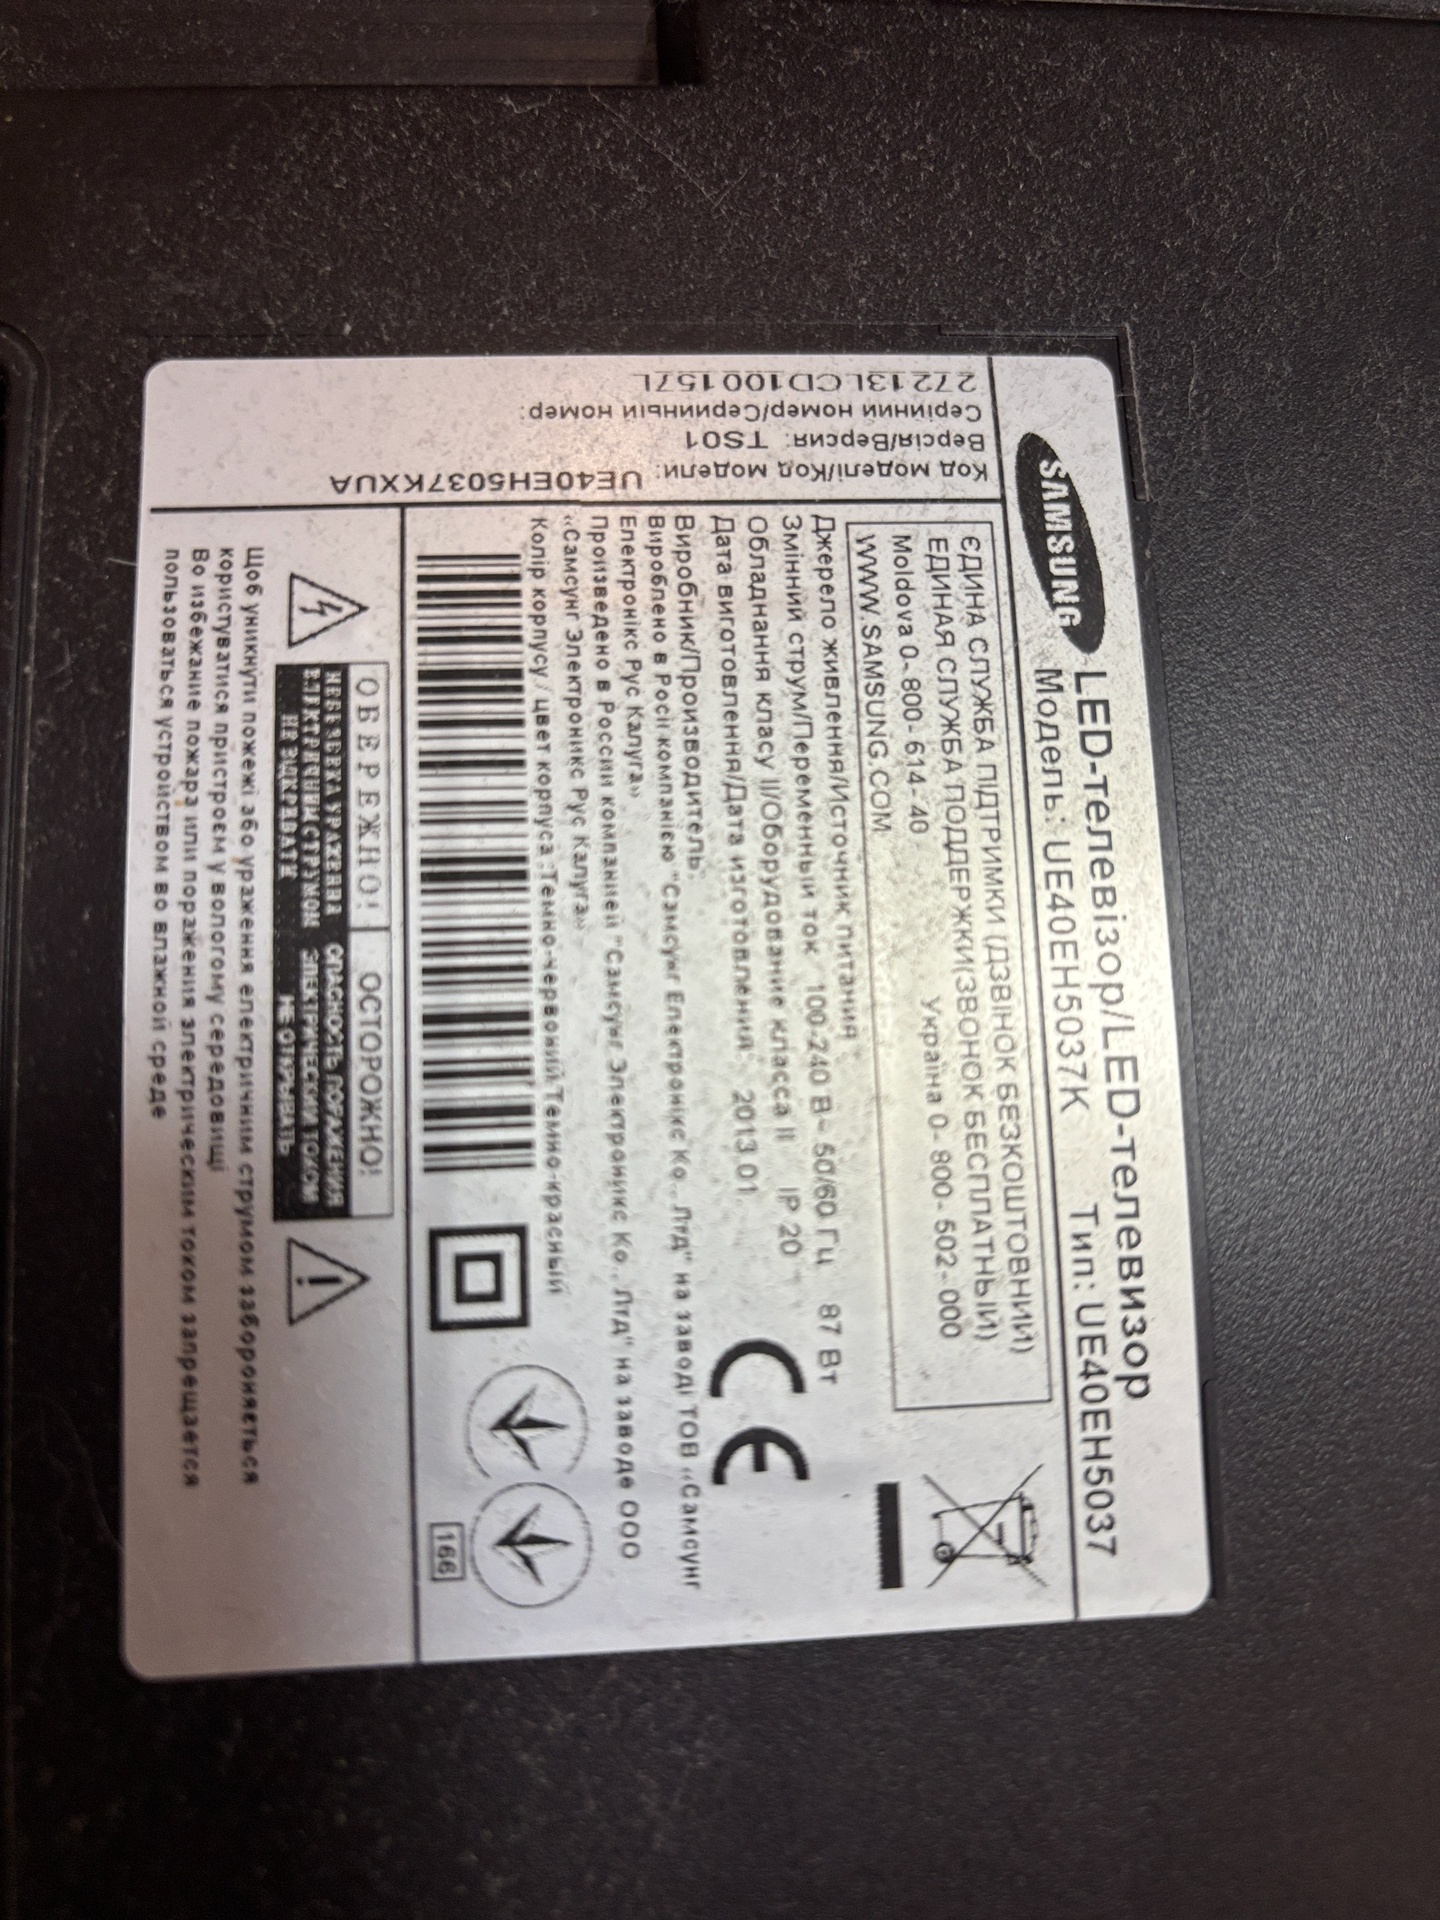 SAMSUNG
LED-телевізор/LED-телевизор
Модель: UE40EH5037K Тип: UE40EH5037
ЄДИНА СЛУЖБА ПІДТРИМКИ (ДЗВІНОК БЕЗКОШТОВНИЙ)
ЕДИНАЯ СЛУЖБА ПОДДЕРЖКИ(ЗВОНОК БЕСПЛАТНЫЙ)
Moldova 0-800-614-40 Україна 0-800-502-000
WWW.SAMSUNG.COM
Джерело живлення/Источник питания
Змінний струм/Переменный ток 100-240 В~ 50/60 Гц 87 Вт
Обладнання класу II/Оборудование класса II IP 20
Дата виготовлення/Дата изготовления: 2013.01.
Виробник/Производитель:
Вироблено в Росії компанією "Самсунг Електронікс Ко., Лтд" на заводі ТОВ «Самсунг
Електронікс Рус Калуга»
Произведено в России компанией "Самсунг Электроникс Ко., Лтд" на заводе ООО
«Самсунг Электроникс Рус Калуга»
Колір корпусу / цвет корпуса :Темно-червоний,Темно-красный
CE
166
Код моделі/Код модели: UE40EH5037KXUA
Версія/Версия: TS01
Серійний номер/Серийный номер:
27213LCD100157L
ОБЕРЕЖНО! ОСТОРОЖНО!
НЕБЕЗПЕКА УРАЖЕННЯ ОПАСНОСТЬ ПОРАЖЕНИЯ
ЕЛЕКТРИЧНИМ СТРУМОМ ЭЛЕКТРИЧЕСКИМ ТОКОМ
НЕ ВІДКРИВАТИ НЕ ОТКРЫВАТЬ
Щоб уникнути пожежі або ураження електричним струмом забороняється
користуватися пристроєм у вологому середовищі
Во избежание пожара или поражения электрическим током запрещается
пользоваться устройством во влажной среде